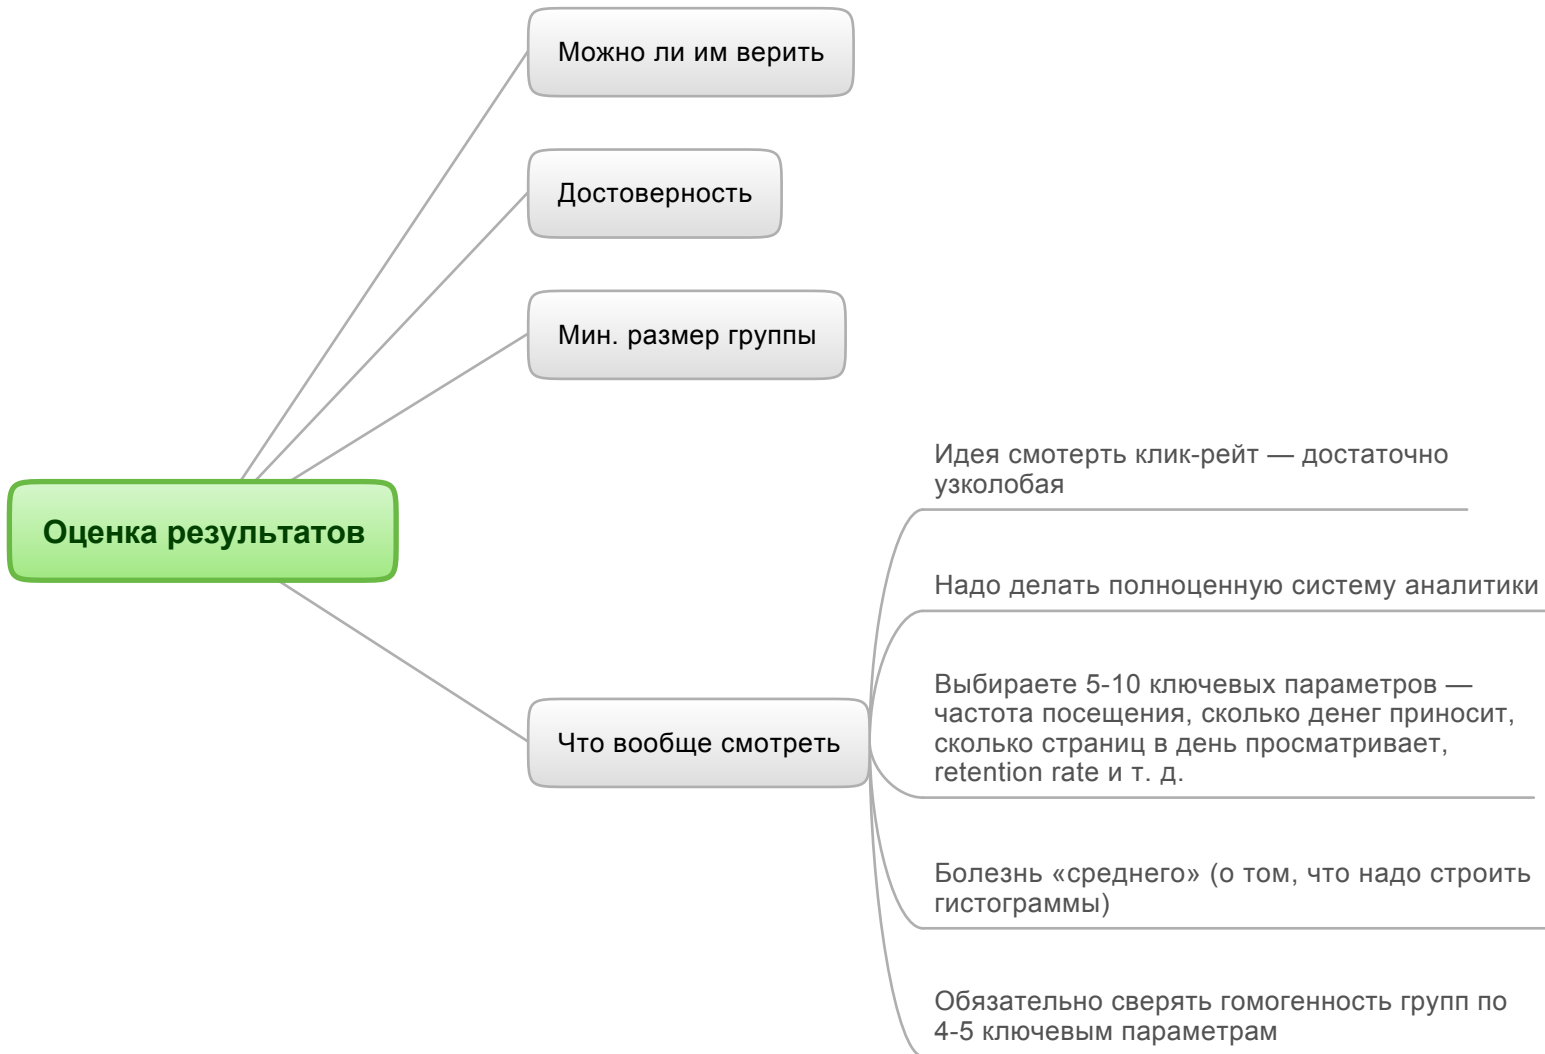 Можно ли им верить
Достоверность
Мин. размер группы
Оценка результатов
Что вообще смотреть
Идея смотерть клик-рейт — достаточно
узколобая
Надо делать полноценную систему аналитики
Выбираете 5-10 ключевых параметров —
частота посещения, сколько денег приносит,
сколько страниц в день просматривает,
retention rate и т. д.
Болезнь «среднего» (о том, что надо строить
гистограммы)
Обязательно сверять гомогенность групп по
4-5 ключевым параметрам